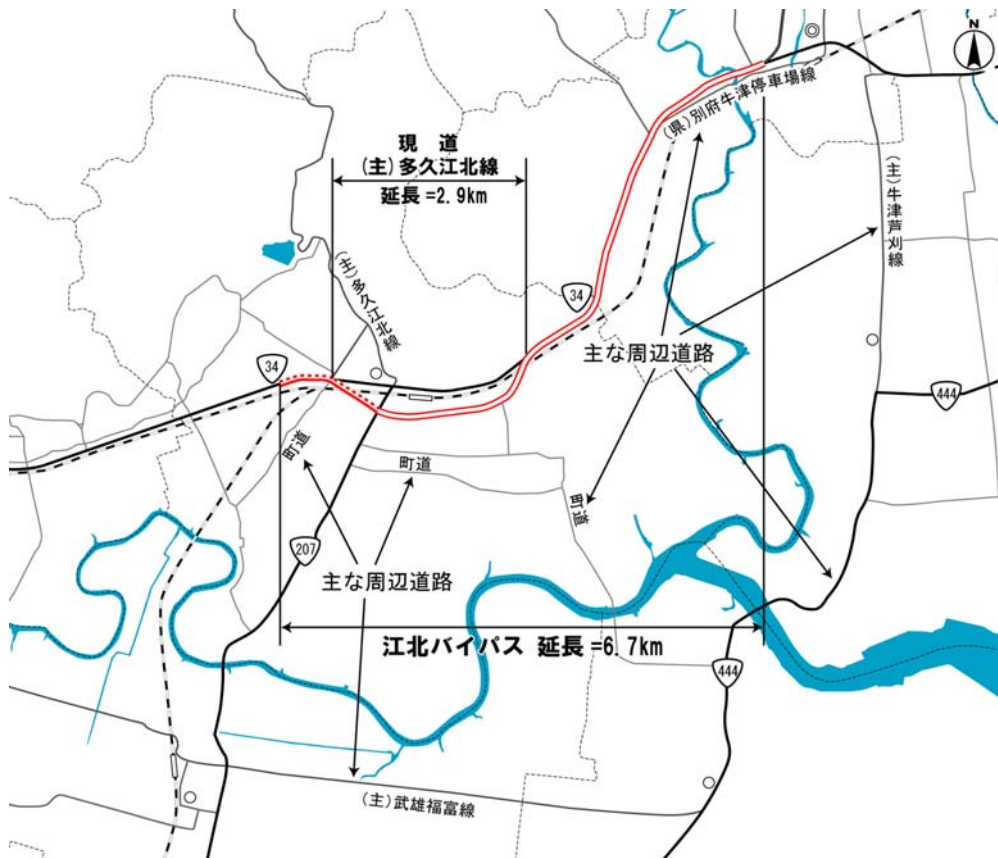 N
(県)別府牛津停車場線
現 道
(主)多久江北線
延長=2.9km
(主)牛津芦刈線
(主)多久江北線
34
主な周辺道路
34
444
町道
町道
町道
207
主な周辺道路
江北バイパス 延長=6.7km
444
(主)武雄福富線